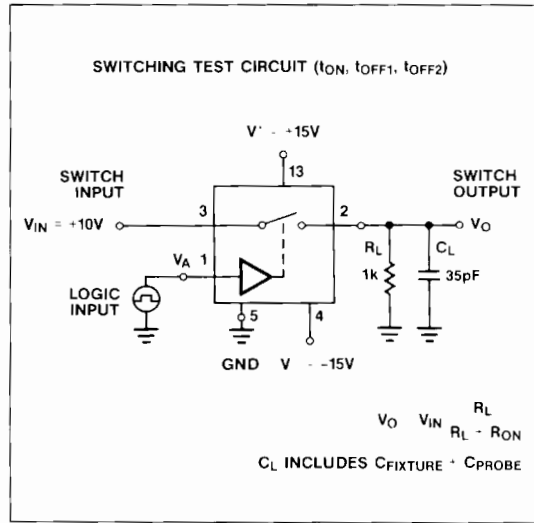 SWITCHING TEST CIRCUIT (tON, tOFF1, tOFF2)
V+ - +15V
13
SWITCH INPUT
SWITCH OUTPUT
VIN = +10V
3
2
VO
VA
1
RL
1k
CL
35pF
LOGIC INPUT
5
4
GND V - -15V
VO VIN RL
RL - RON
CL INCLUDES CFIXTURE + CPROBE